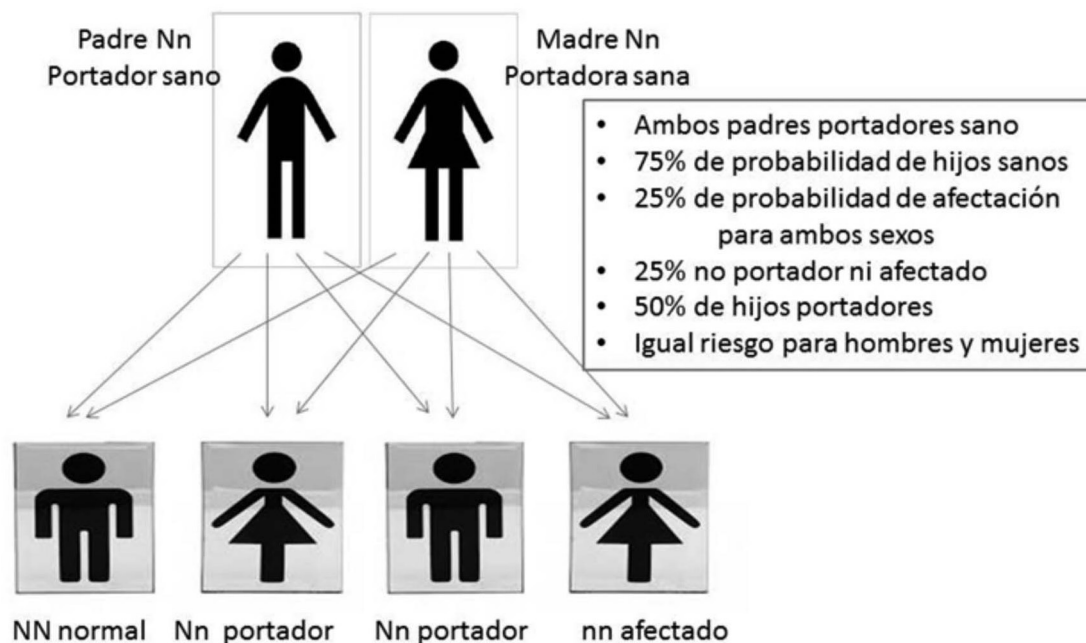 Padre Nn
Portador sano
Madre Nn
Portadora sana
• Ambos padres portadores sano
• 75% de probabilidad de hijos sanos
• 25% de probabilidad de afectación
para ambos sexos
• 25% no portador ni afectado
• 50% de hijos portadores
• Igual riesgo para hombres y mujeres
NN normal
Nn portador
Nn portador
nn afectado